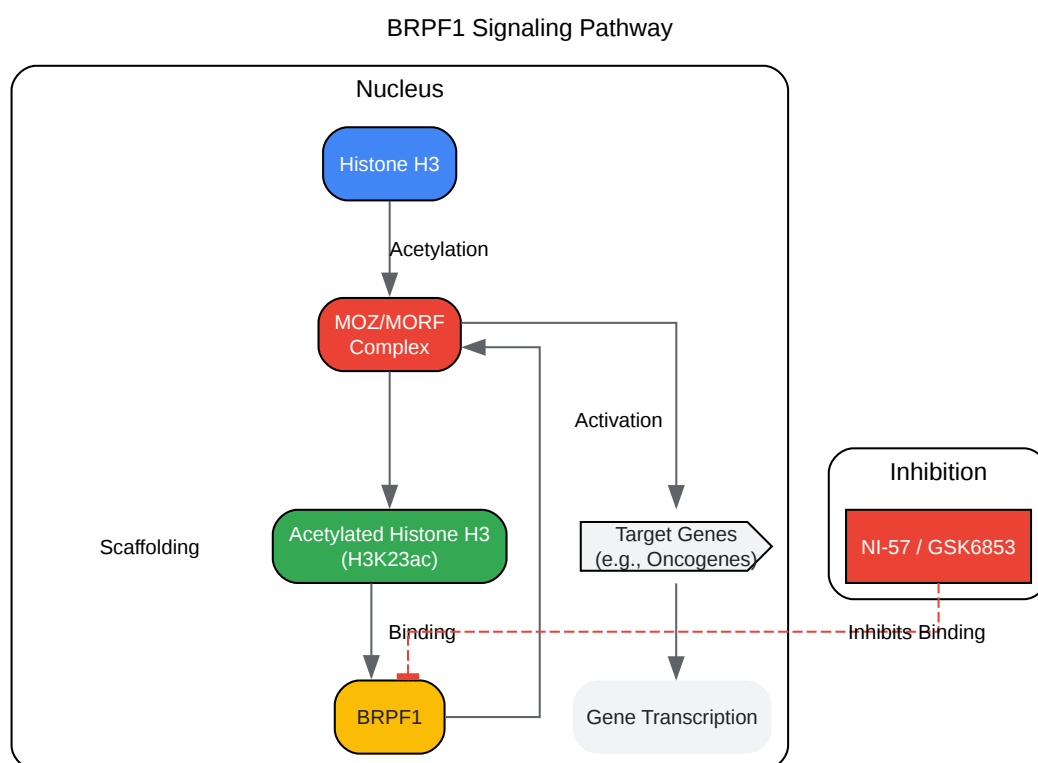 BRPF1 Signaling Pathway
Nucleus
Histone H3
Acetylation
MOZ/MORF
Complex
Activation
Inhibition
Scaffolding
Acetylated Histone H3
(H3K23ac)
Target Genes
(e.g., Oncogenes)
NI-57 / GSK6853
Binding
Inhibits Binding
BRPF1
Gene Transcription